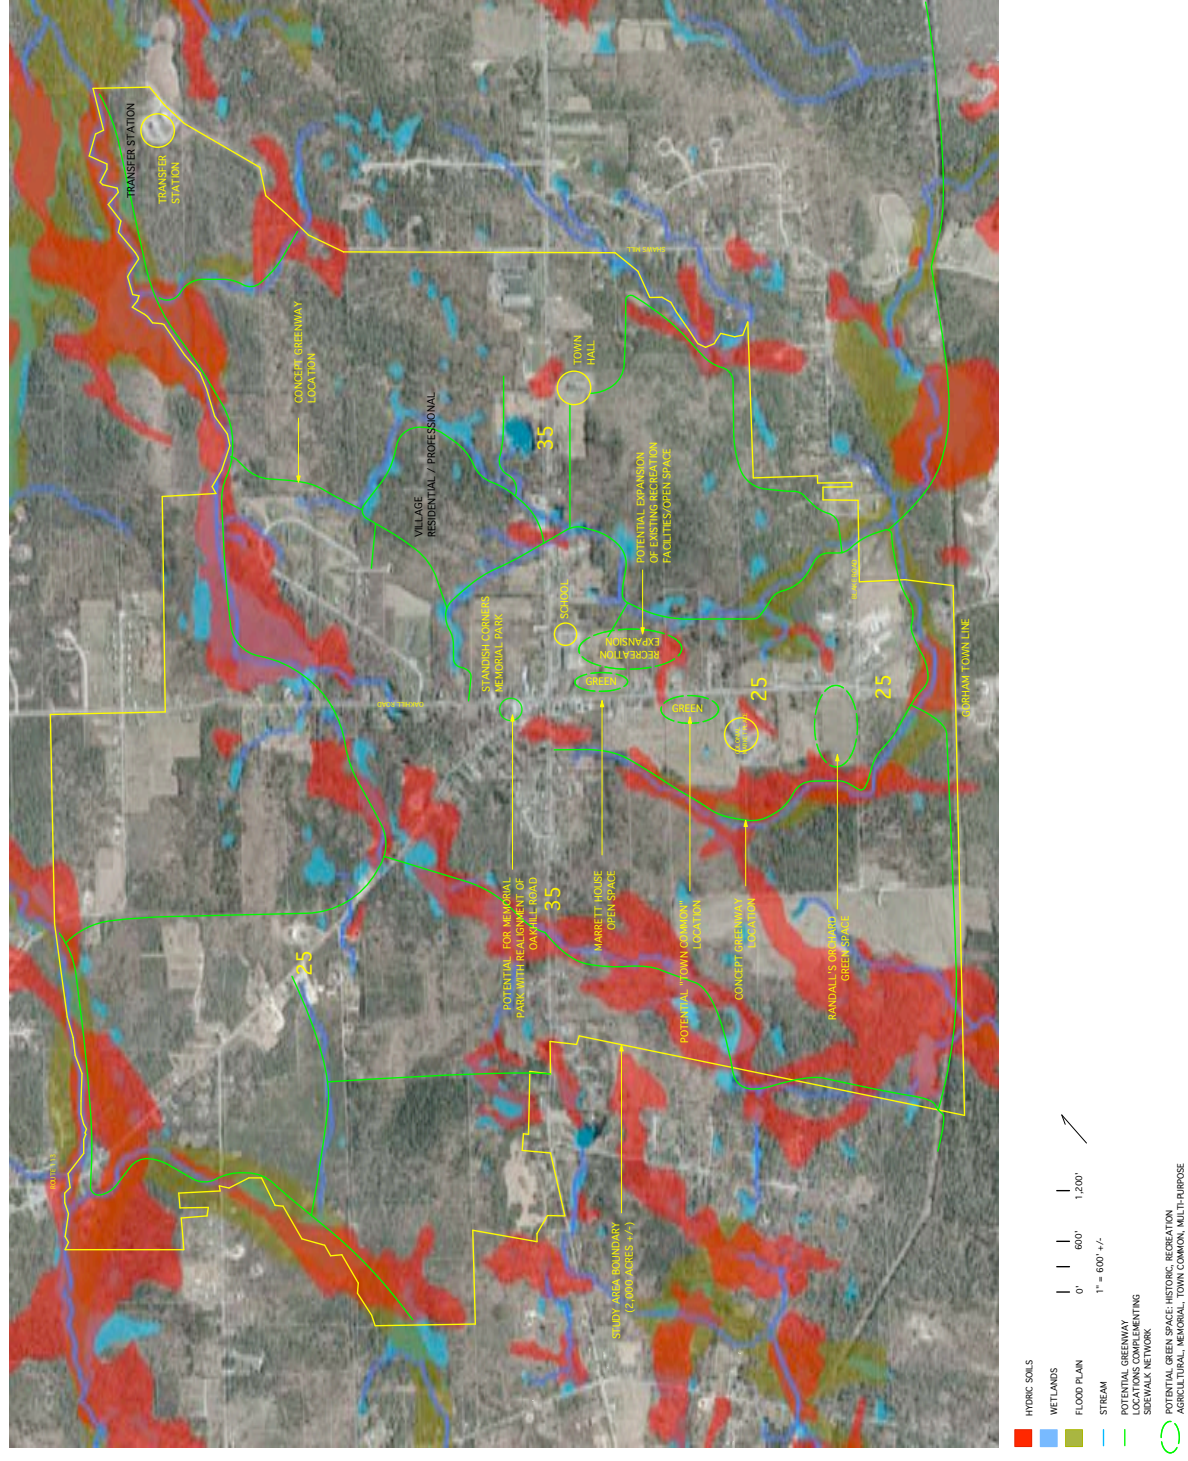 TRANSFER STATION
TRANSFER
STATION
SHAWS MILL
CONCEPT GREENWAY
LOCATION
TOWN
HALL
VILLAGE
RESIDENTIAL / PROFESSIONAL
35
POTENTIAL EXPANSION
OF EXISTING RECREATION
FACILITIES/OPEN SPACE
SCHOOL
STANDISH CORNERS
MEMORIAL PARK
RECREATION
EXPANSION
GREEN
GREEN
OAKHILL ROAD
25
25
GORHAM TOWN LINE
POTENTIAL FOR MEMORIAL
PARK WITH REALIGNMENT OF
OAKHILL ROAD
35
MARRETT HOUSE
OPEN SPACE
POTENTIAL "TOWN COMMON"
LOCATION
CONCEPT GREENWAY
LOCATION
RANDALL'S ORCHARD
GREEN SPACE
25
STUDY AREA BOUNDARY
(2,000 ACRES +/-)
HYDRIC SOILS
WETLANDS
FLOOD PLAIN
STREAM
POTENTIAL GREENWAY
LOCATIONS COMPLEMENTING
SIDEWALK NETWORK
POTENTIAL GREEN SPACE: HISTORIC, RECREATION
AGRICULTURAL, MEMORIAL, TOWN COMMON, MULTI-PURPOSE
0' 600' 1,200'
1" = 600' +/-